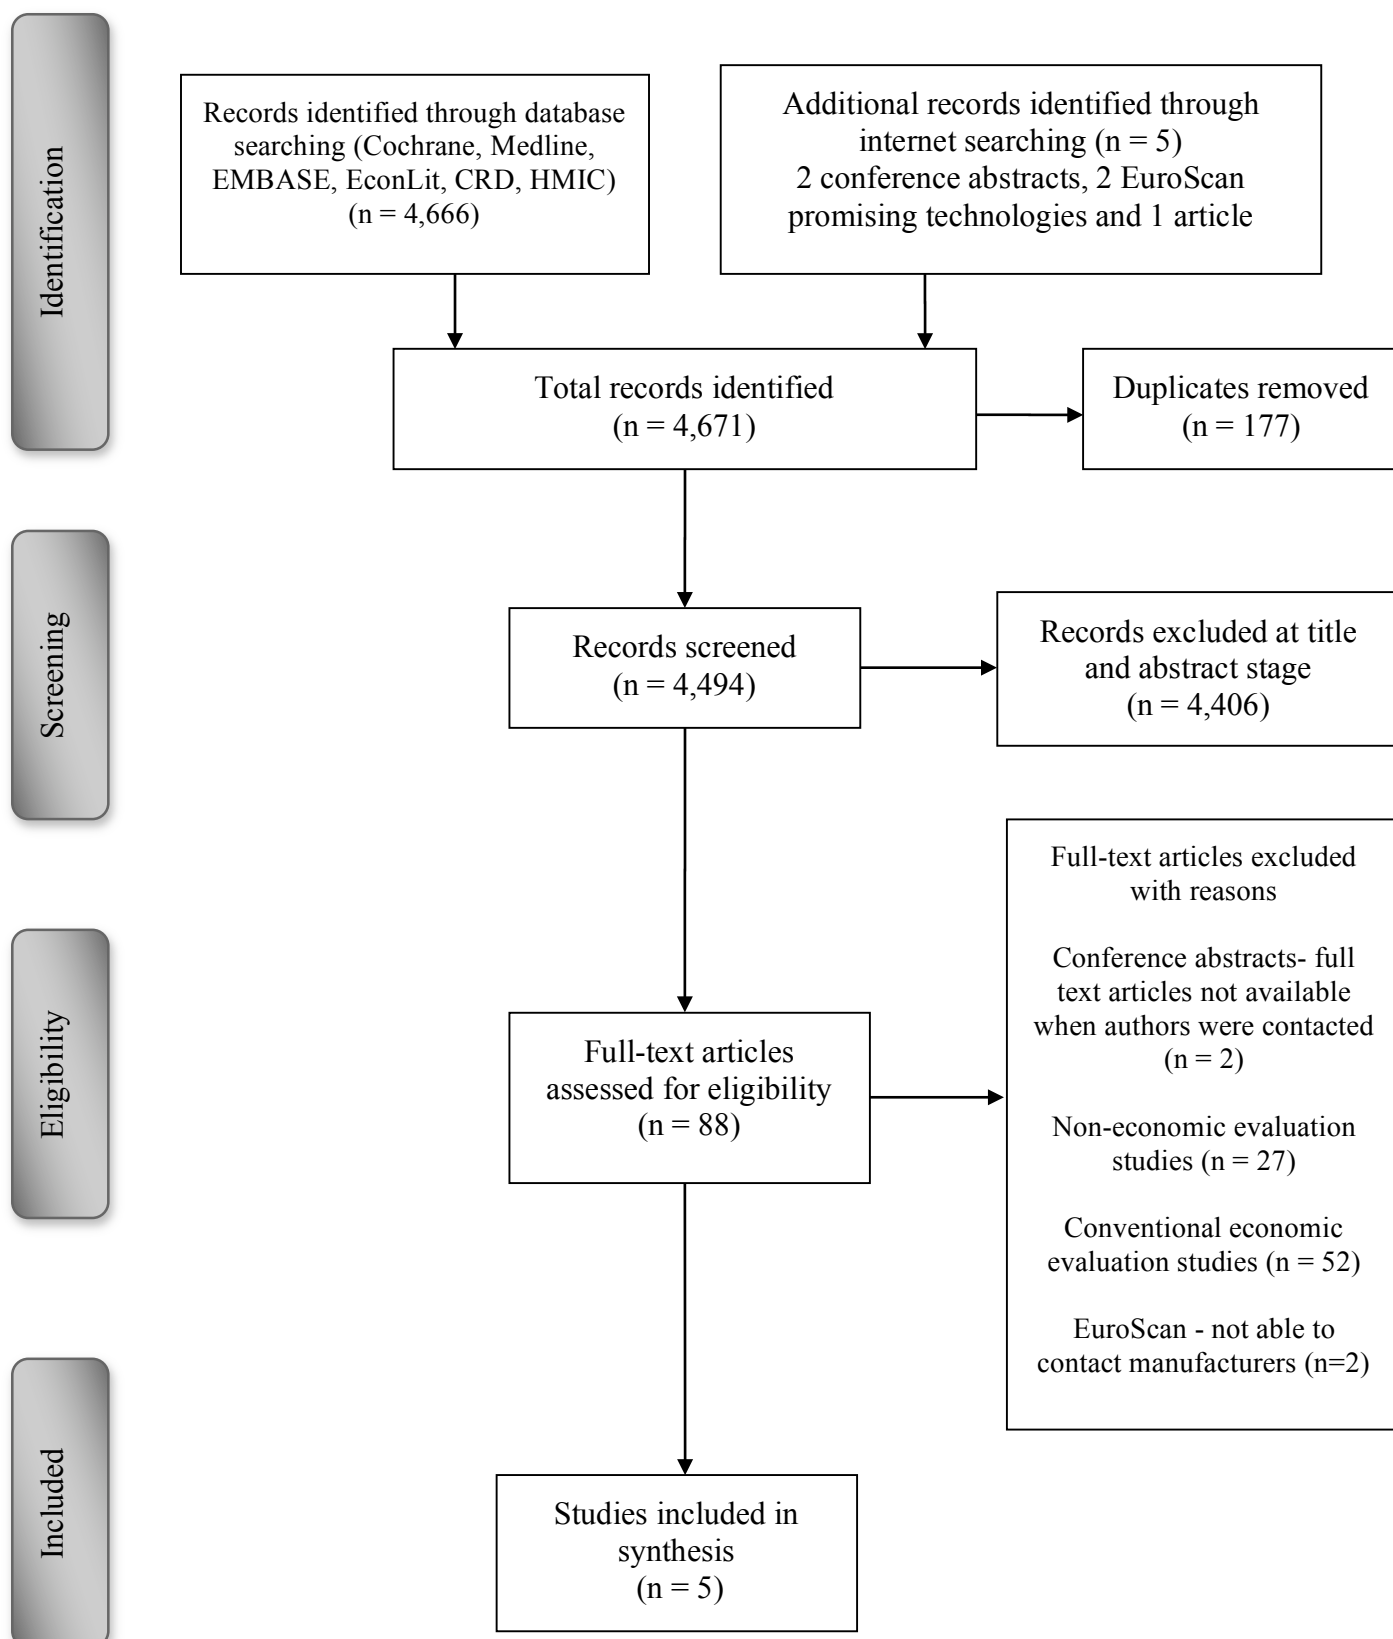 Identification
Records identified through database
searching (Cochrane, Medline,
EMBASE, EconLit, CRD, HMIC)
(n = 4,666)
Additional records identified through
internet searching (n = 5)
2 conference abstracts, 2 EuroScan
promising technologies and 1 article
Total records identified
(n = 4,671)
Duplicates removed
(n = 177)
Screening
Records screened
(n = 4,494)
Records excluded at title
and abstract stage
(n = 4,406)
Eligibility
Full-text articles
assessed for eligibility
(n = 88)
Full-text articles excluded
with reasons
Conference abstracts- full
text articles not available
when authors were contacted
(n = 2)
Non-economic evaluation
studies (n = 27)
Conventional economic
evaluation studies (n = 52)
EuroScan - not able to
contact manufacturers (n=2)
Included
Studies included in
synthesis
(n = 5)